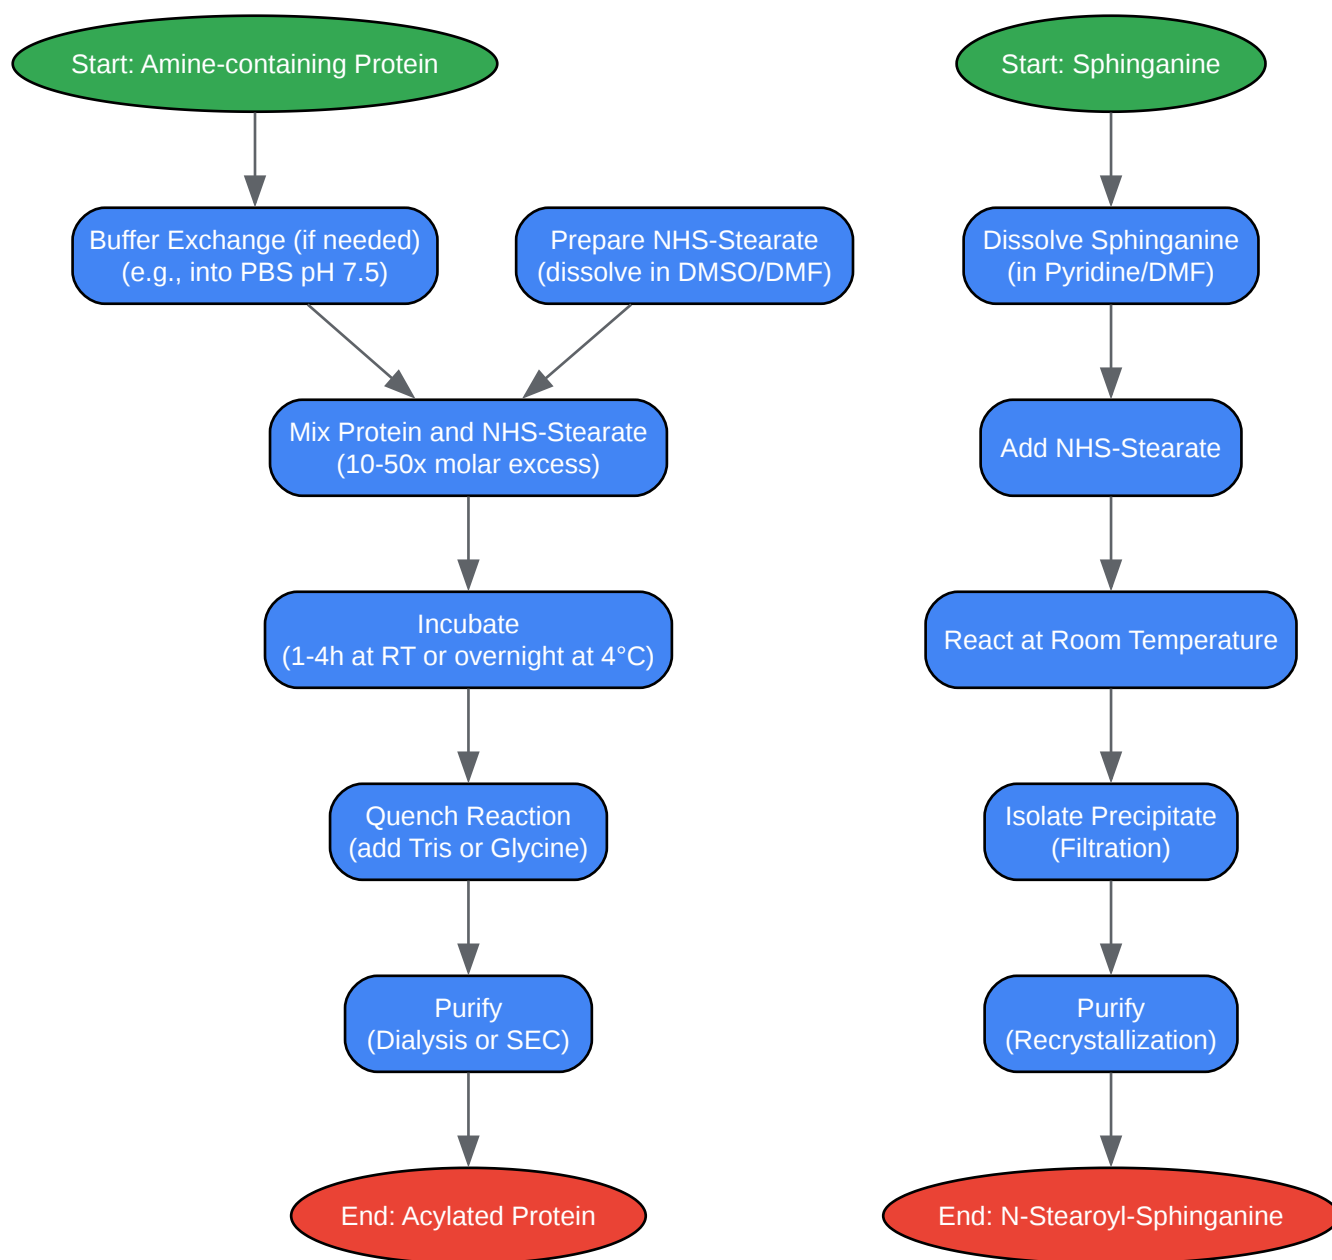 Start: Amine-containing Protein
Buffer Exchange (if needed)
(e.g., into PBS pH 7.5)
Prepare NHS-Stearate
(dissolve in DMSO/DMF)
Mix Protein and NHS-Stearate
(10-50x molar excess)
Incubate
(1-4h at RT or overnight at 4°C)
Quench Reaction
(add Tris or Glycine)
Purify
(Dialysis or SEC)
End: Acylated Protein
Start: Sphinganine
Dissolve Sphinganine
(in Pyridine/DMF)
Add NHS-Stearate
React at Room Temperature
Isolate Precipitate
(Filtration)
Purify
(Recrystallization)
End: N-Stearoyl-Sphinganine